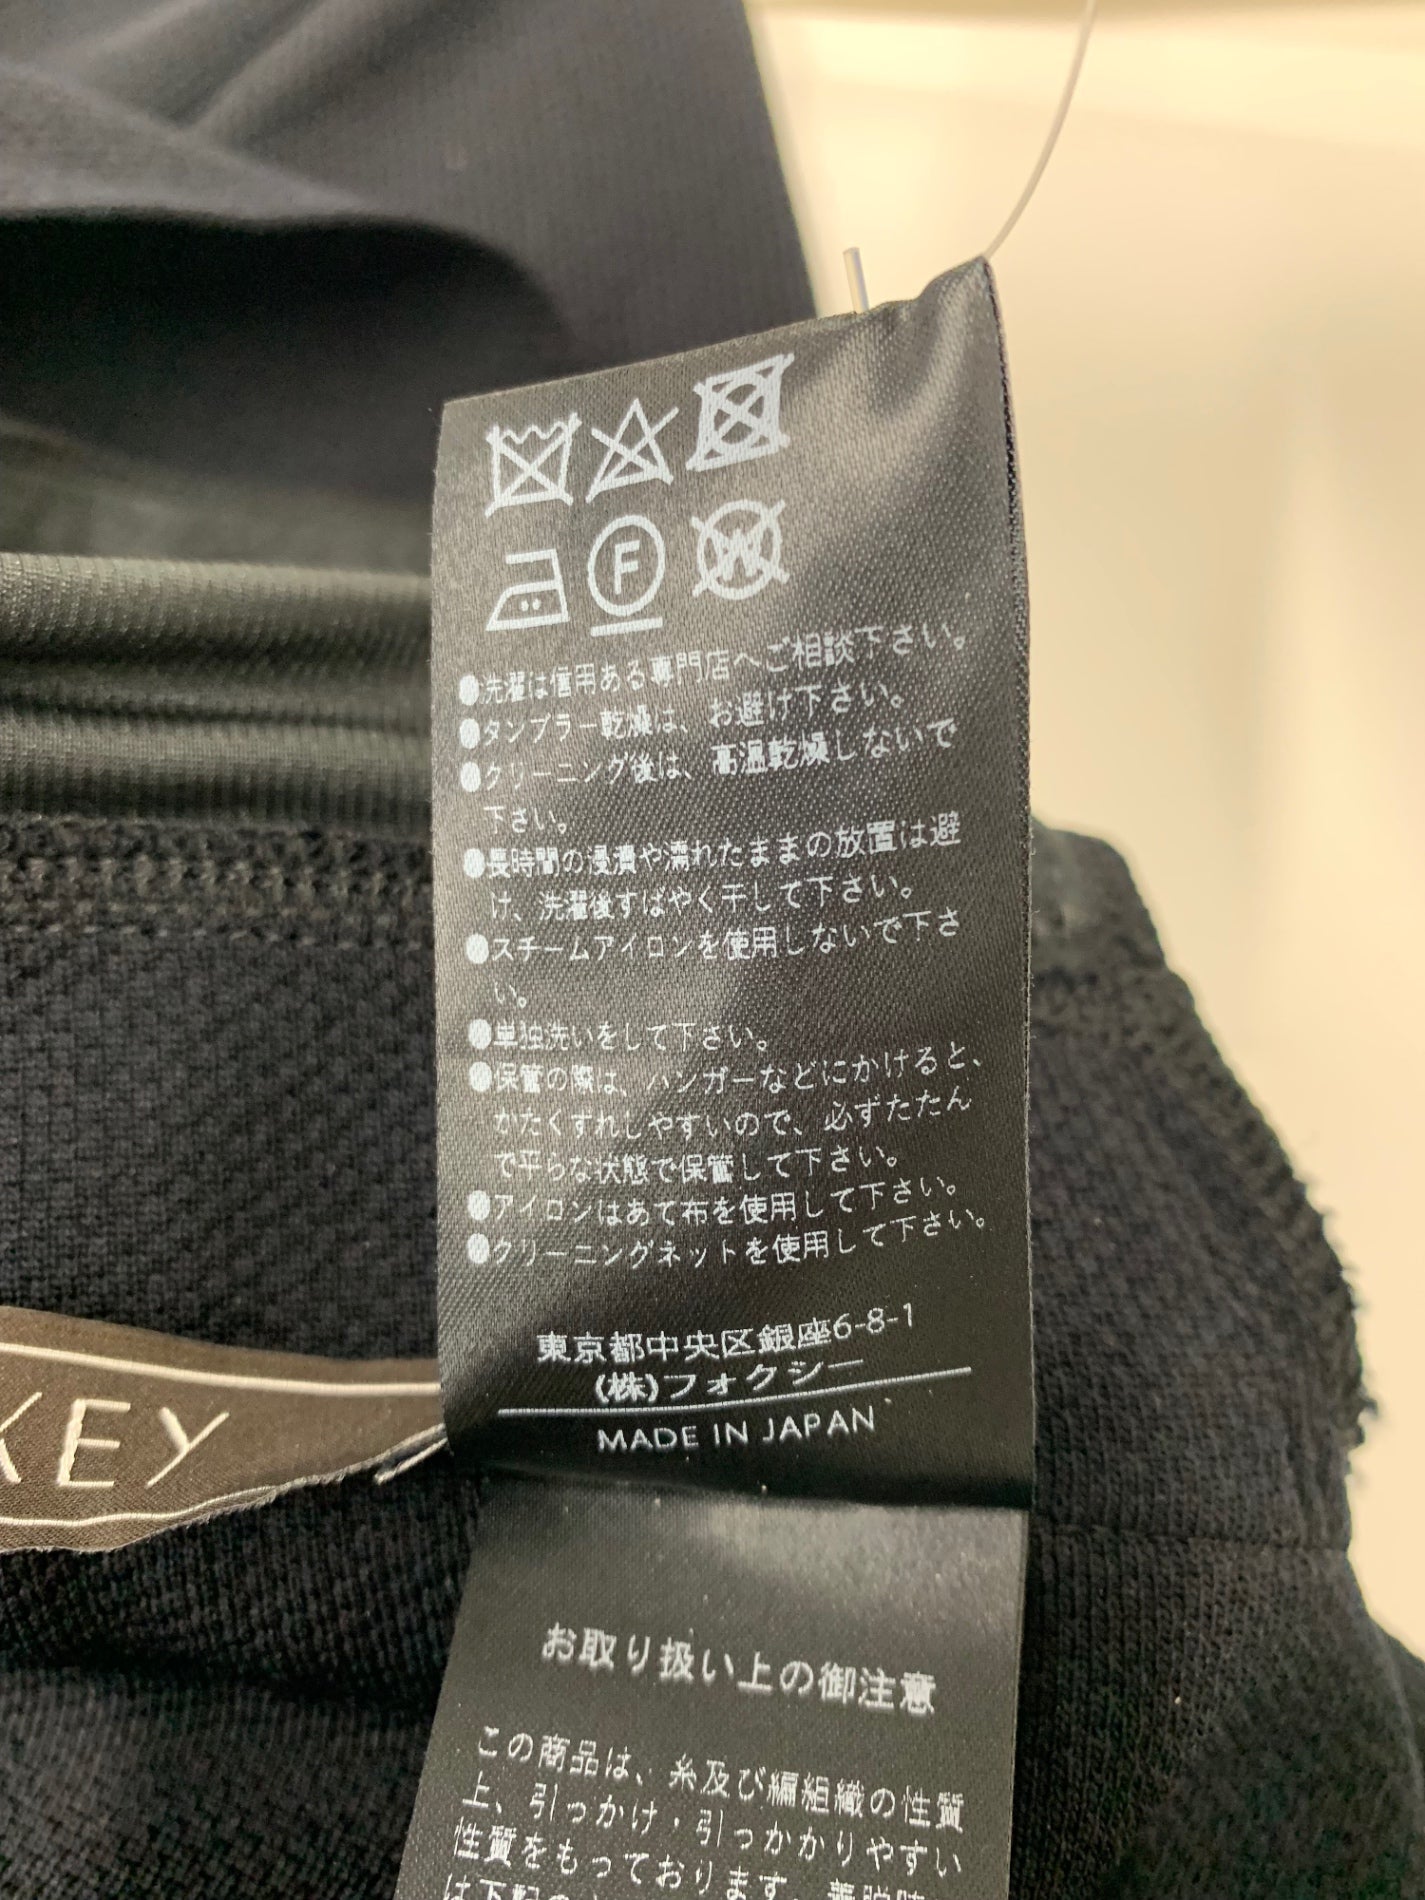 F
W
●洗濯は信用ある専門店へご相談下さい。
●タンブラー乾燥は、お避け下さい。
●クリーニング後は、高温乾燥しないで
下さい。
●長時間の浸漬や濡れたままの放置は避
け、洗濯後すばやく干して下さい。
●スチームアイロンを使用しないで下さ
い。
●単独洗いをして下さい。
●保管の際は、ハンガーなどにかけると、
かたくずれしやすいので、必ずたたん
で平らな状態で保管して下さい。
●アイロンはあて布を使用して下さい。
●クリーニングネットを使用して下さい。
東京都中央区銀座6-8-1
(株)フォクシー
MADE IN JAPAN
KEY
お取り扱い上の御注意
この商品は、糸及び編組織の性質
上、引っかけ・引っかかりやすい
性質をもっております。着脱時
は下記の